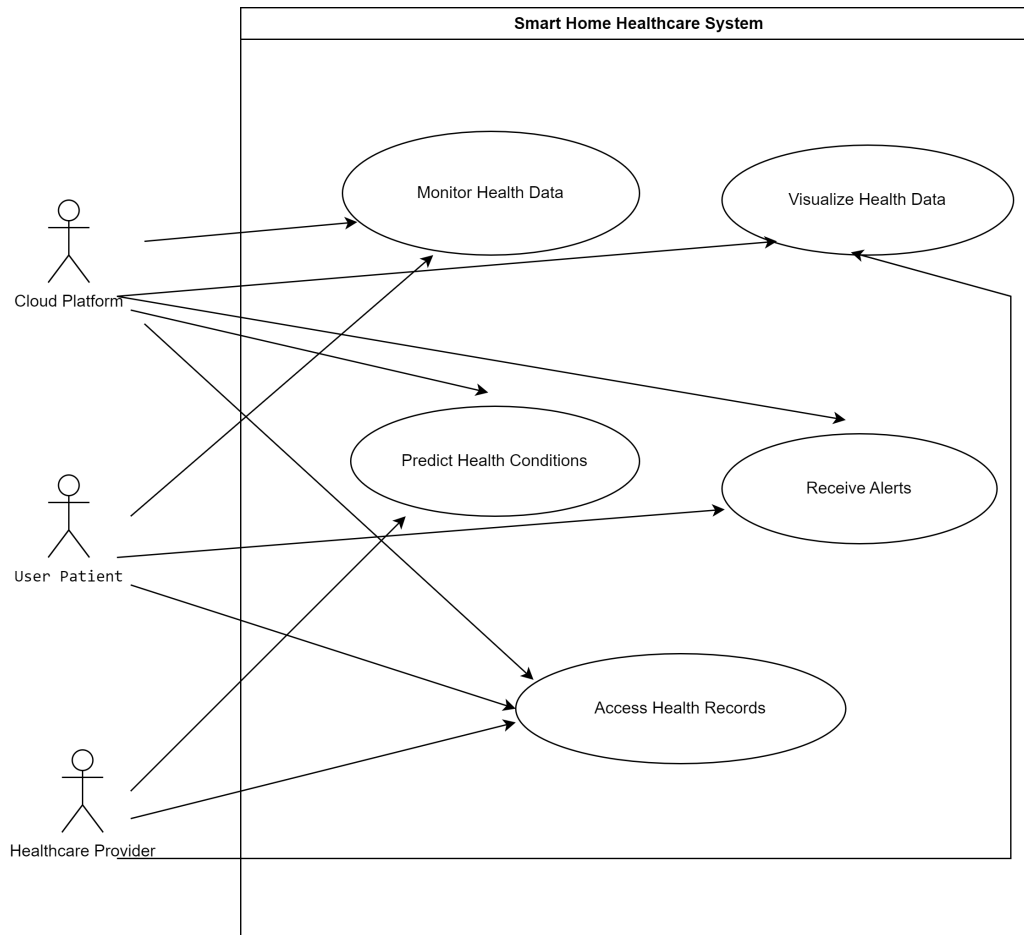 Smart Home Healthcare System
Monitor Health Data
Visualize Health Data
Cloud Platform
Predict Health Conditions
Receive Alerts
User Patient
Access Health Records
Healthcare Provider